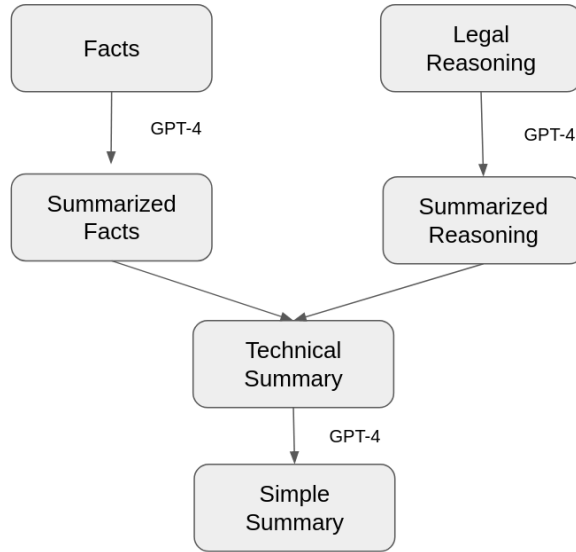 Facts
Legal
Reasoning
GPT-4
GPT-4
Summarized
Facts
Summarized
Reasoning
Technical
Summary
GPT-4
Simple
Summary